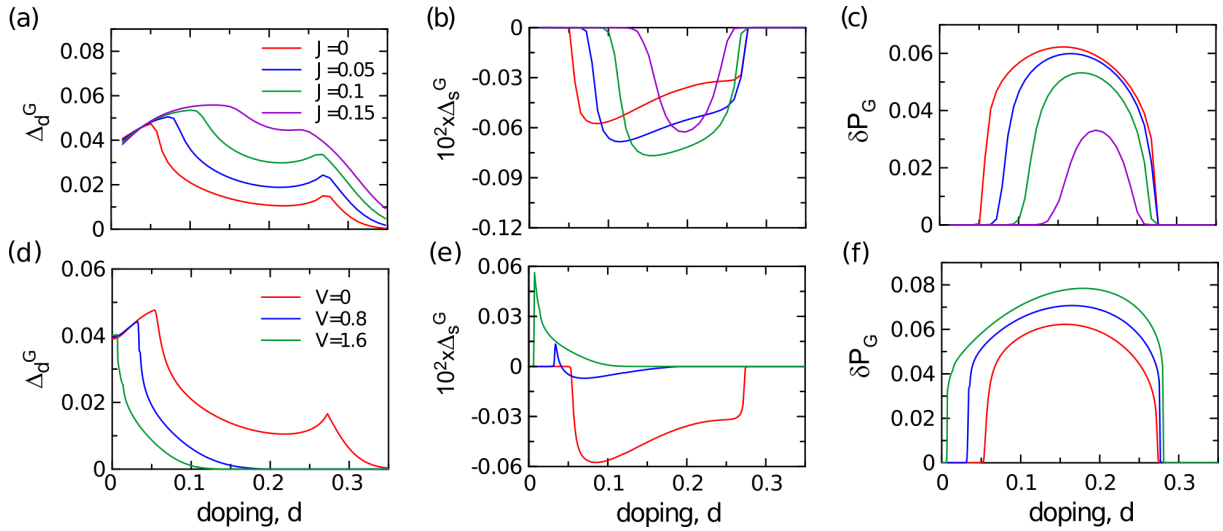 (a)
Δ_d^G
0.08
0.06
0.04
0.02
0
J=0
J=0.05
J=0.1
J=0.15
(b)
10²xΔ_s^G
0
-0.03
-0.06
-0.09
-0.12
(c)
δP_G
0.06
0.04
0.02
0
(d)
Δ_d^G
0.06
0.04
0.02
0
V=0
V=0.8
V=1.6
0 0.1 0.2 0.3
doping, d
(e)
10²xΔ_s^G
0.06
0.03
0
-0.03
-0.06
0 0.1 0.2 0.3
doping, d
(f)
δP_G
0.08
0.06
0.04
0.02
0
0 0.1 0.2 0.3
doping, d